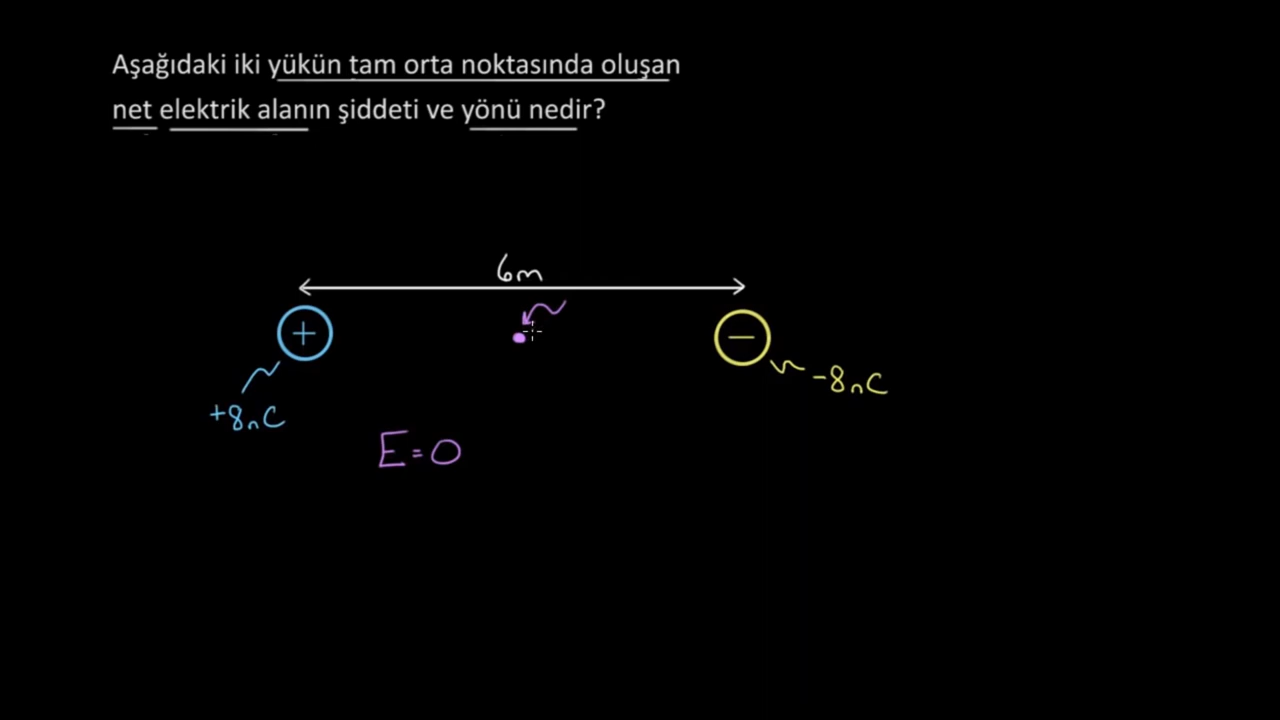 Aşağıdaki iki yükün tam orta noktasında oluşan
net elektrik alanın şiddeti ve yönü nedir?
6m
+
−
+8nC
-8nC
E=0